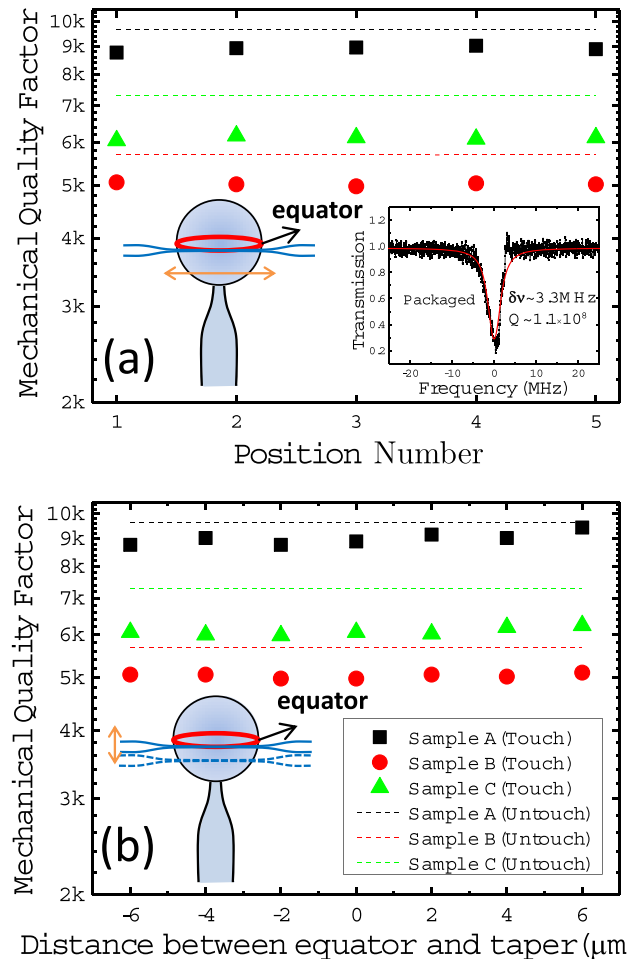 Mechanical Quality Factor
10k
9k
8k
7k
6k
5k
4k
3k
2k
equator
(a)
Transmission
1.2
1.0
0.8
0.6
0.4
0.2
Packaged
δν~3.3MHz
Q~1.1×10⁸
-20 -10 0 10 20
Frequency (MHz)
1 2 3 4 5
Position Number
Mechanical Quality Factor
10k
9k
8k
7k
6k
5k
4k
3k
2k
equator
(b)
Sample A (Touch)
Sample B (Touch)
Sample C (Touch)
Sample A (Untouch)
Sample B (Untouch)
Sample C (Untouch)
-6 -4 -2 0 2 4 6
Distance between equator and taper (μm